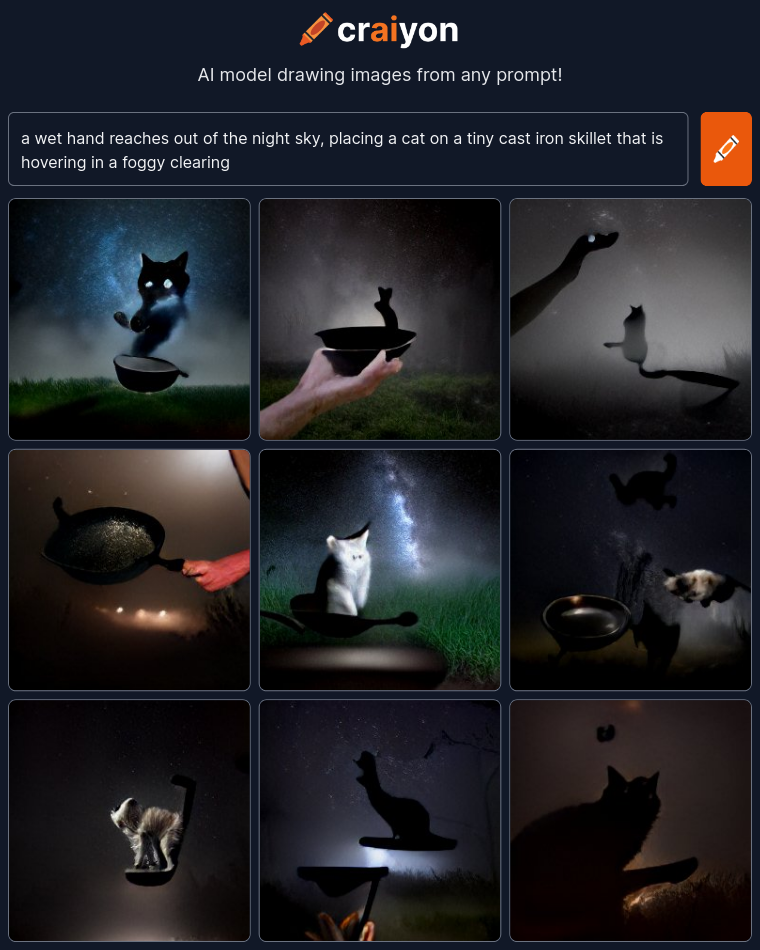 craiyon
AI model drawing images from any prompt!
a wet hand reaches out of the night sky, placing a cat on a tiny cast iron skillet that is
hovering in a foggy clearing